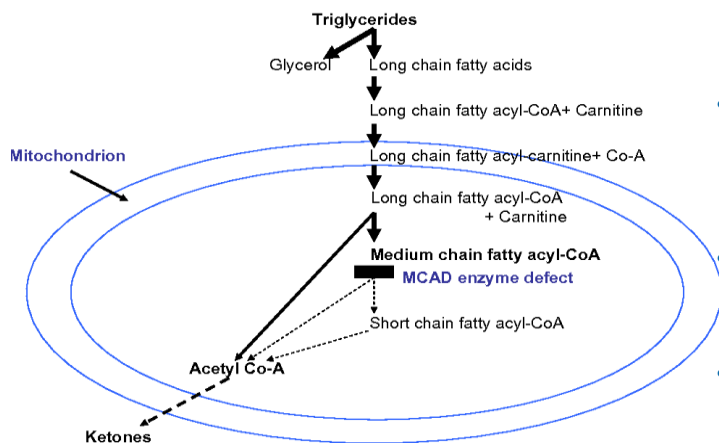 Triglycerides
Glycerol
Long chain fatty acids
Long chain fatty acyl-CoA+ Carnitine
Mitochondrion
Long chain fatty acyl-carnitine+ Co-A
Long chain fatty acyl-CoA
+ Carnitine
Medium chain fatty acyl-CoA
MCAD enzyme defect
Short chain fatty acyl-CoA
Acetyl Co-A
Ketones